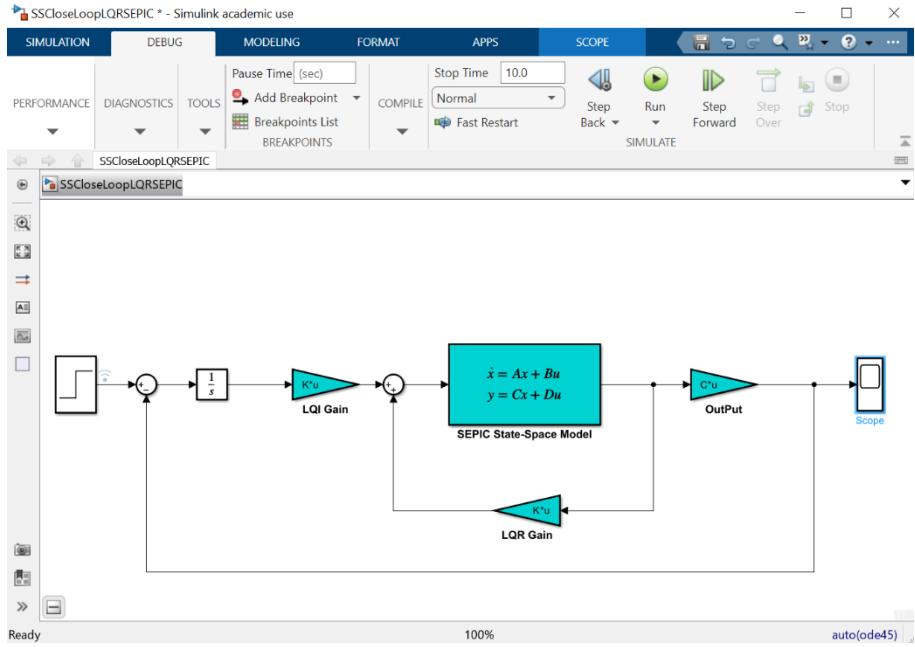 SSCloseLoopLQRSEPIC * - Simulink academic use
SIMULATION DEBUG MODELING FORMAT APPS SCOPE
Pause Time (sec) Stop Time 10.0
PERFORMANCE DIAGNOSTICS TOOLS Add Breakpoint COMPILE Normal Step Back Run Step Forward Step Over Stop
Breakpoints List Fast Restart
BREAKPOINTS SIMULATE
SSCloseLoopLQRSEPIC
SSCloseLoopLQRSEPIC
+ − 1/s K*u + + ẋ = Ax + Bu C*u
y = Cx + Du
LQI Gain OutPut
Scope
SEPIC State-Space Model
K*u
LQR Gain
Ready 100% auto(ode45)